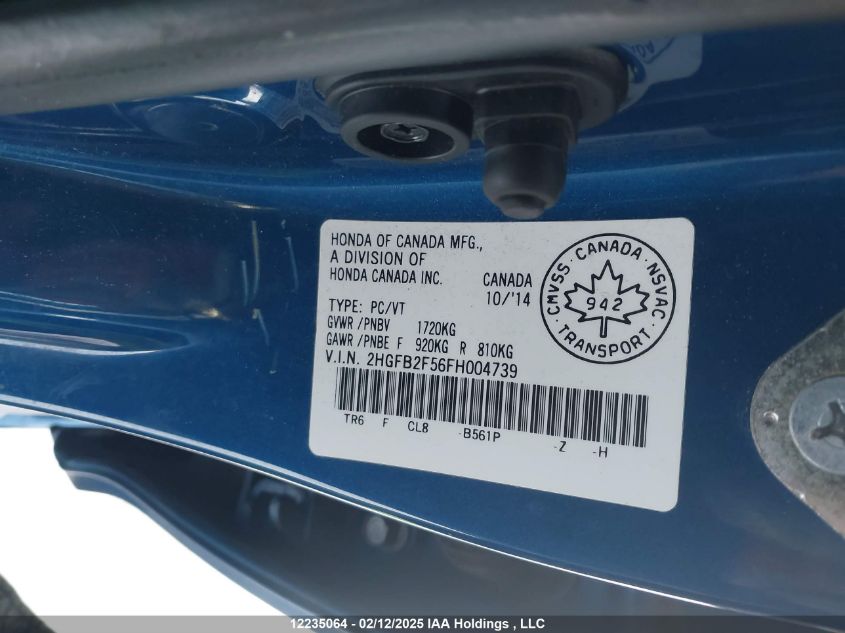 HONDA OF CANADA MFG.,
A DIVISION OF
HONDA CANADA INC.
CANADA
10/'14
TYPE: PC/VT
GVWR /PNBV 1720KG
GAWR /PNBE F 920KG R 810KG
V.I.N. 2HGFB2F56FH004739
TR6 F CL8 -B561P -Z -H
CMVSS · CANADA · NSVAC
942
TRANSPORT
12235064 - 02/12/2025 IAA Holdings , LLC